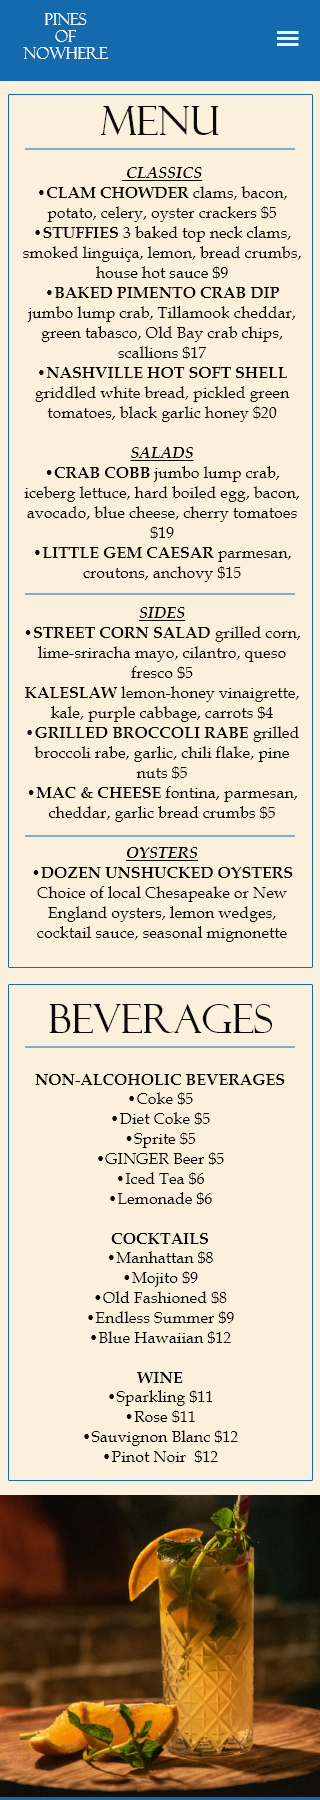 PINES
OF
NOWHERE
MENU
CLASSICS
•CLAM CHOWDER clams, bacon,
potato, celery, oyster crackers $5
•STUFFIES 3 baked top neck clams,
smoked linguiça, lemon, bread crumbs,
house hot sauce $9
•BAKED PIMENTO CRAB DIP
jumbo lump crab, Tillamook cheddar,
green tabasco, Old Bay crab chips,
scallions $17
•NASHVILLE HOT SOFT SHELL
griddled white bread, pickled green
tomatoes, black garlic honey $20
SALADS
•CRAB COBB jumbo lump crab,
iceberg lettuce, hard boiled egg, bacon,
avocado, blue cheese, cherry tomatoes
$19
•LITTLE GEM CAESAR parmesan,
croutons, anchovy $15
SIDES
•STREET CORN SALAD grilled corn,
lime-sriracha mayo, cilantro, queso
fresco $5
KALESLAW lemon-honey vinaigrette,
kale, purple cabbage, carrots $4
•GRILLED BROCCOLI RABE grilled
broccoli rabe, garlic, chili flake, pine
nuts $5
•MAC & CHEESE fontina, parmesan,
cheddar, garlic bread crumbs $5
OYSTERS
•DOZEN UNSHUCKED OYSTERS
Choice of local Chesapeake or New
England oysters, lemon wedges,
cocktail sauce, seasonal mignonette
BEVERAGES
NON-ALCOHOLIC BEVERAGES
•Coke $5
•Diet Coke $5
•Sprite $5
•GINGER Beer $5
•Iced Tea $6
•Lemonade $6
COCKTAILS
•Manhattan $8
•Mojito $9
•Old Fashioned $8
•Endless Summer $9
•Blue Hawaiian $12
WINE
•Sparkling $11
•Rose $11
•Sauvignon Blanc $12
•Pinot Noir  $12